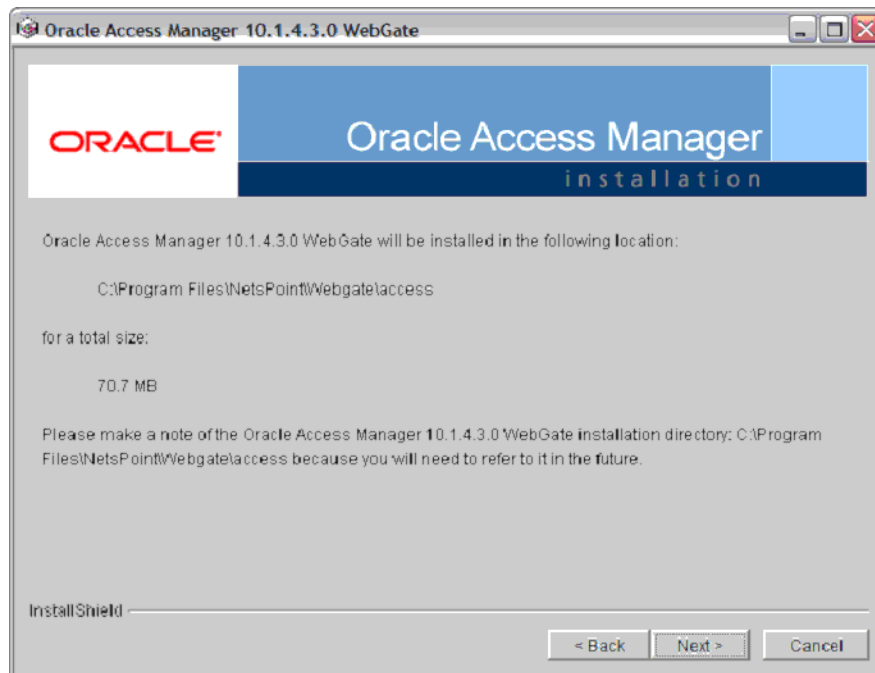 Oracle Access Manager 10.1.4.3.0 WebGate
ORACLE
Oracle Access Manager
installation
Oracle Access Manager 10.1.4.3.0 WebGate will be installed in the following location:
C:\Program Files\NetsPoint\Webgate\access
for a total size:
70.7 MB
Please make a note of the Oracle Access Manager 10.1.4.3.0 WebGate installation directory: C:\Program
Files\NetsPoint\Webgate\access because you will need to refer to it in the future.
InstallShield
< Back
Next >
Cancel